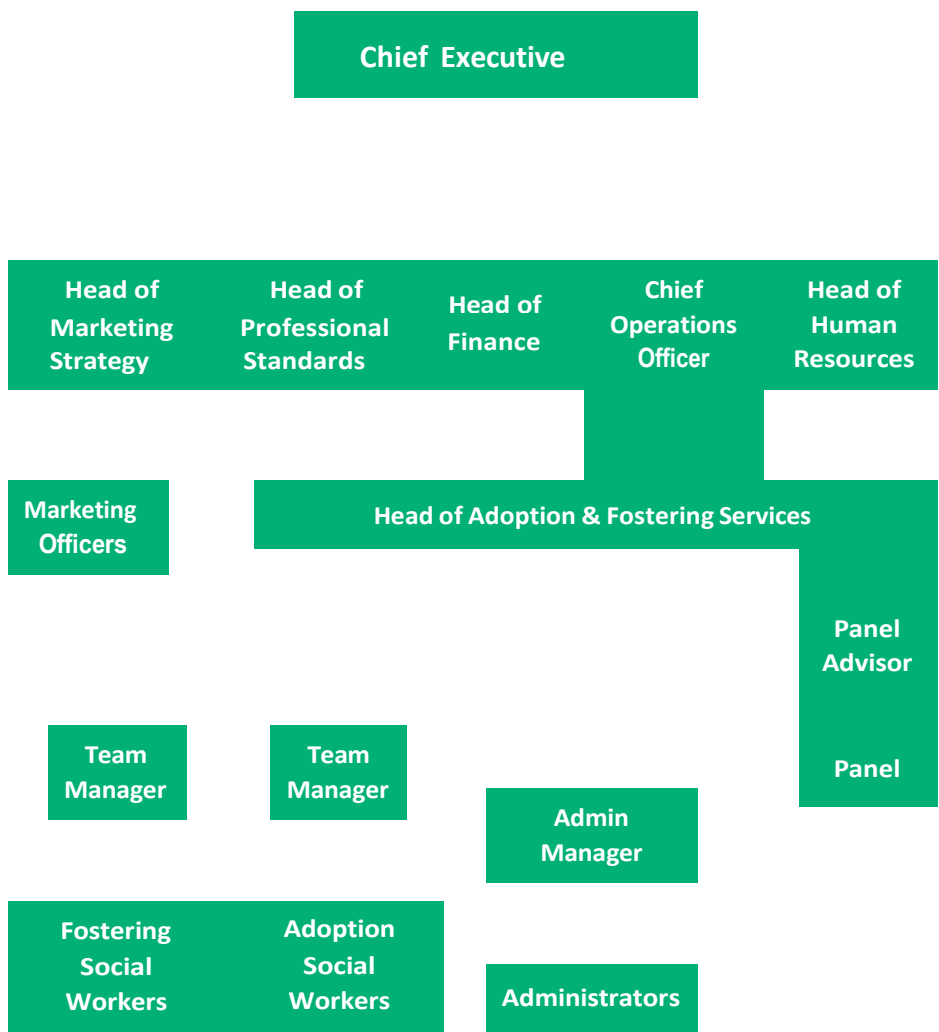 Chief Executive
Head of
Marketing
Strategy
Head of
Professional
Standards
Head of
Finance
Chief
Operations
Officer
Head of
Human
Resources
Marketing
Officers
Head of Adoption & Fostering Services
Panel
Advisor
Team
Manager
Team
Manager
Panel
Admin
Manager
Fostering
Social
Workers
Adoption
Social
Workers
Administrators